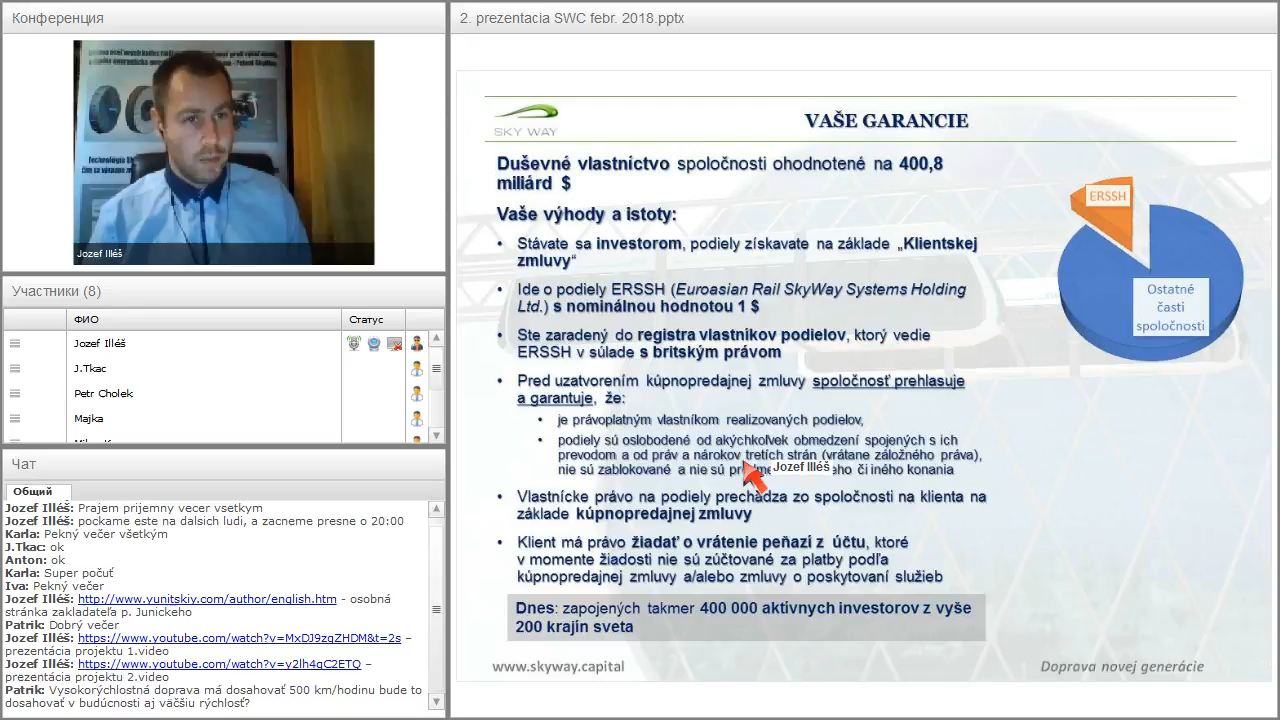 Конференция
Jozef Illéš
Участники (8)
ФИО
Статус
Jozef Illéš
J.Tkac
Petr Cholek
Majka
Чат
Общий
Jozef Illéš: Prajem prijemny vecer vsetkym
Jozef Illéš: pockame este na dalsich ludi, a zacneme presne o 20:00
Karla: Pekný večer všetkým
J.Tkac: ok
Anton: ok
Karla: Super počuť
Iva: Pekný večer
Jozef Illéš: http://www.yunitskiy.com/author/english.htm - osobná
stránka zakladateľa p. Junickeho
Patrik: Dobrý večer
Jozef Illéš: https://www.youtube.com/watch?v=MxDJ9zqZHDM&t=2s –
prezentácia projektu 1.video
Jozef Illéš: https://www.youtube.com/watch?v=y2lh4gC2ETQ –
prezentácia projektu 2.video
Patrik: Vysokorýchlostná doprava má dosahovať 500 km/hodinu bude to
dosahovať v budúcnosti aj väčšiu rýchlosť?
2. prezentacia SWC febr. 2018.pptx
SKY WAY
VAŠE GARANCIE
Duševné vlastníctvo spoločnosti ohodnotené na 400,8
miliárd $
Vaše výhody a istoty:
• Stávate sa investorom, podiely získavate na základe „Klientskej
zmluvy“
• Ide o podiely ERSSH (Euroasian Rail SkyWay Systems Holding
Ltd.) s nominálnou hodnotou 1 $
• Ste zaradený do registra vlastníkov podielov, ktorý vedie
ERSSH v súlade s britským právom
• Pred uzatvorením kúpnopredajnej zmluvy spoločnosť prehlasuje
a garantuje, že:
• je právoplatným vlastníkom realizovaných podielov,
• podiely sú oslobodené od akýchkoľvek obmedzení spojených s ich
prevodom a od práv a nárokov tretích strán (vrátane záložného práva),
nie sú zablokované a nie sú či iného konania
Jozef Illéš
• Vlastnícke právo na podiely prechádza zo spoločnosti na klienta na
základe kúpnopredajnej zmluvy
• Klient má právo žiadať o vrátenie peňazí z účtu, ktoré
v momente žiadosti nie sú zúčtované za platby podľa
kúpnopredajnej zmluvy a/alebo zmluvy o poskytovaní služieb
Dnes: zapojených takmer 400 000 aktívnych investorov z vyše
200 krajín sveta
ERSSH
Ostatné
časti
spoločnosti
www.skyway.capital
Doprava novej generácie